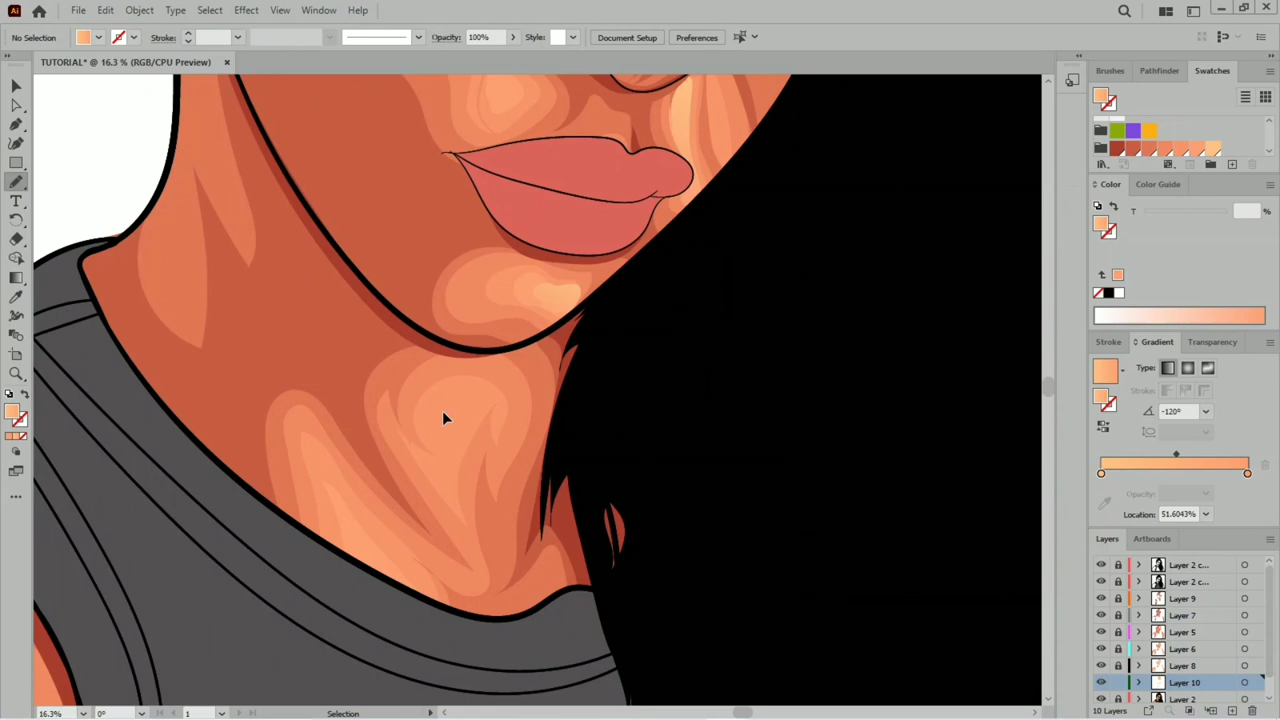 Ai File Edit Object Type Select Effect View Window Help
No Selection Stroke: Opacity: 100% Style: Document Setup Preferences
TUTORIAL* @ 16.3 % (RGB/CPU Preview) ×
Brushes Pathfinder Swatches
Color Color Guide
T %
Stroke Gradient Transparency
Type:
Stroke:
-120°
Opacity:
Location: 51.6043%
Layers Artboards
Layer 2 c...
Layer 2 c...
Layer 9
Layer 7
Layer 5
Layer 6
Layer 8
Layer 10
Layer 2
10 Layers
16.3% 0° 1 Selection